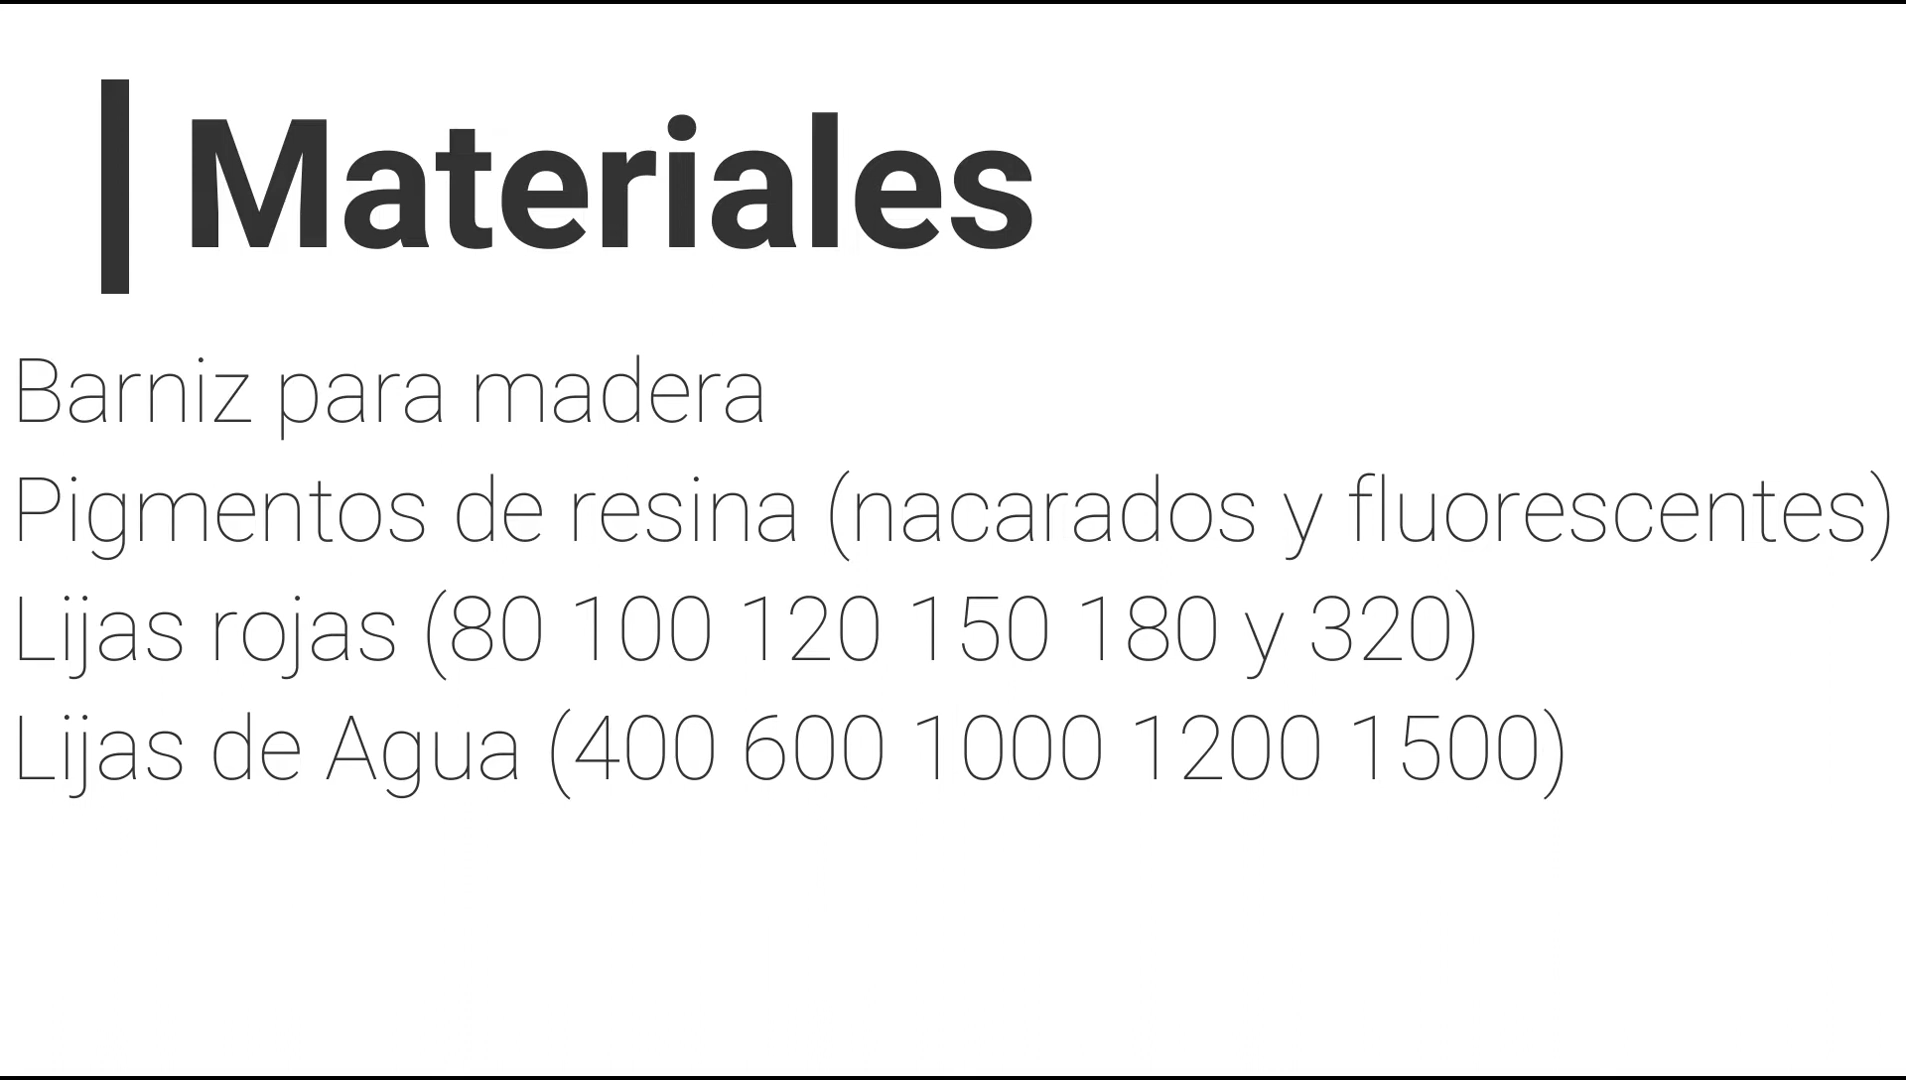 Materiales
Barniz para madera
Pigmentos de resina (nacarados y fluorescentes)
Lijas rojas (80 100 120 150 180 y 320)
Lijas de Agua (400 600 1000 1200 1500)